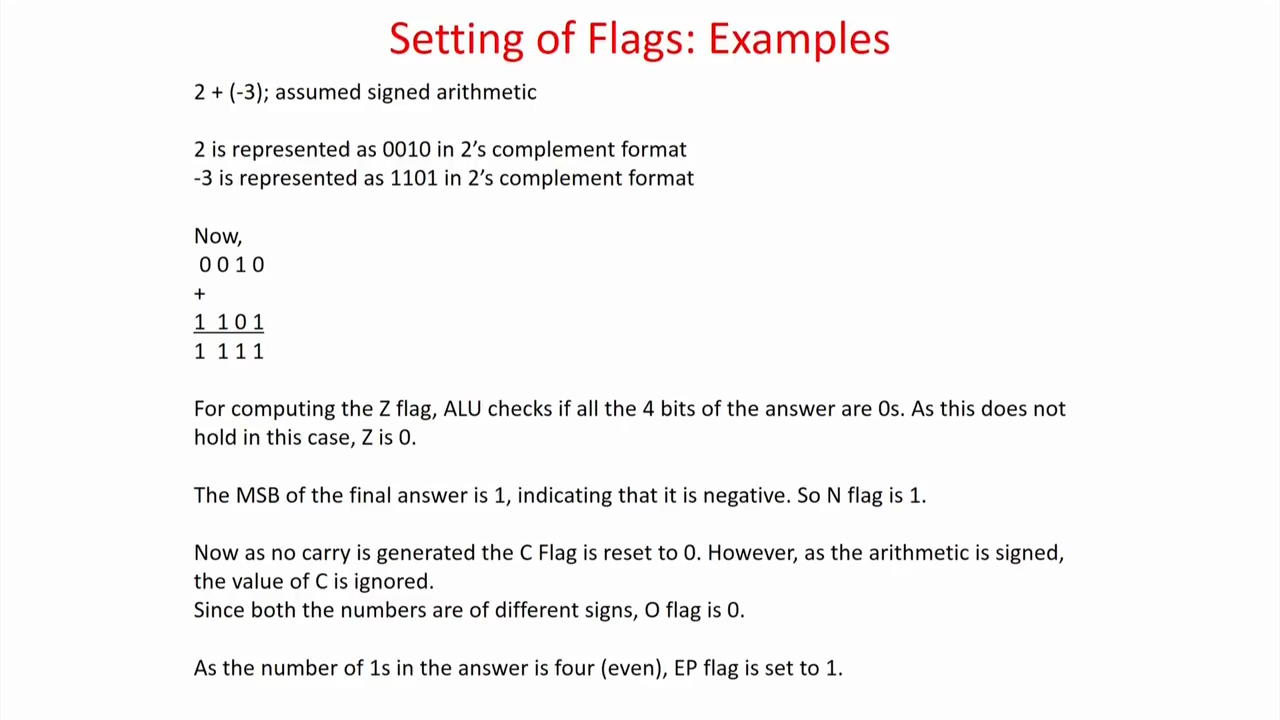 Setting of Flags: Examples
2 + (-3); assumed signed arithmetic
2 is represented as 0010 in 2’s complement format
-3 is represented as 1101 in 2’s complement format
Now,
0 0 1 0
+
1 1 0 1
1 1 1 1
For computing the Z flag, ALU checks if all the 4 bits of the answer are 0s. As this does not
hold in this case, Z is 0.
The MSB of the final answer is 1, indicating that it is negative. So N flag is 1.
Now as no carry is generated the C Flag is reset to 0. However, as the arithmetic is signed,
the value of C is ignored.
Since both the numbers are of different signs, O flag is 0.
As the number of 1s in the answer is four (even), EP flag is set to 1.